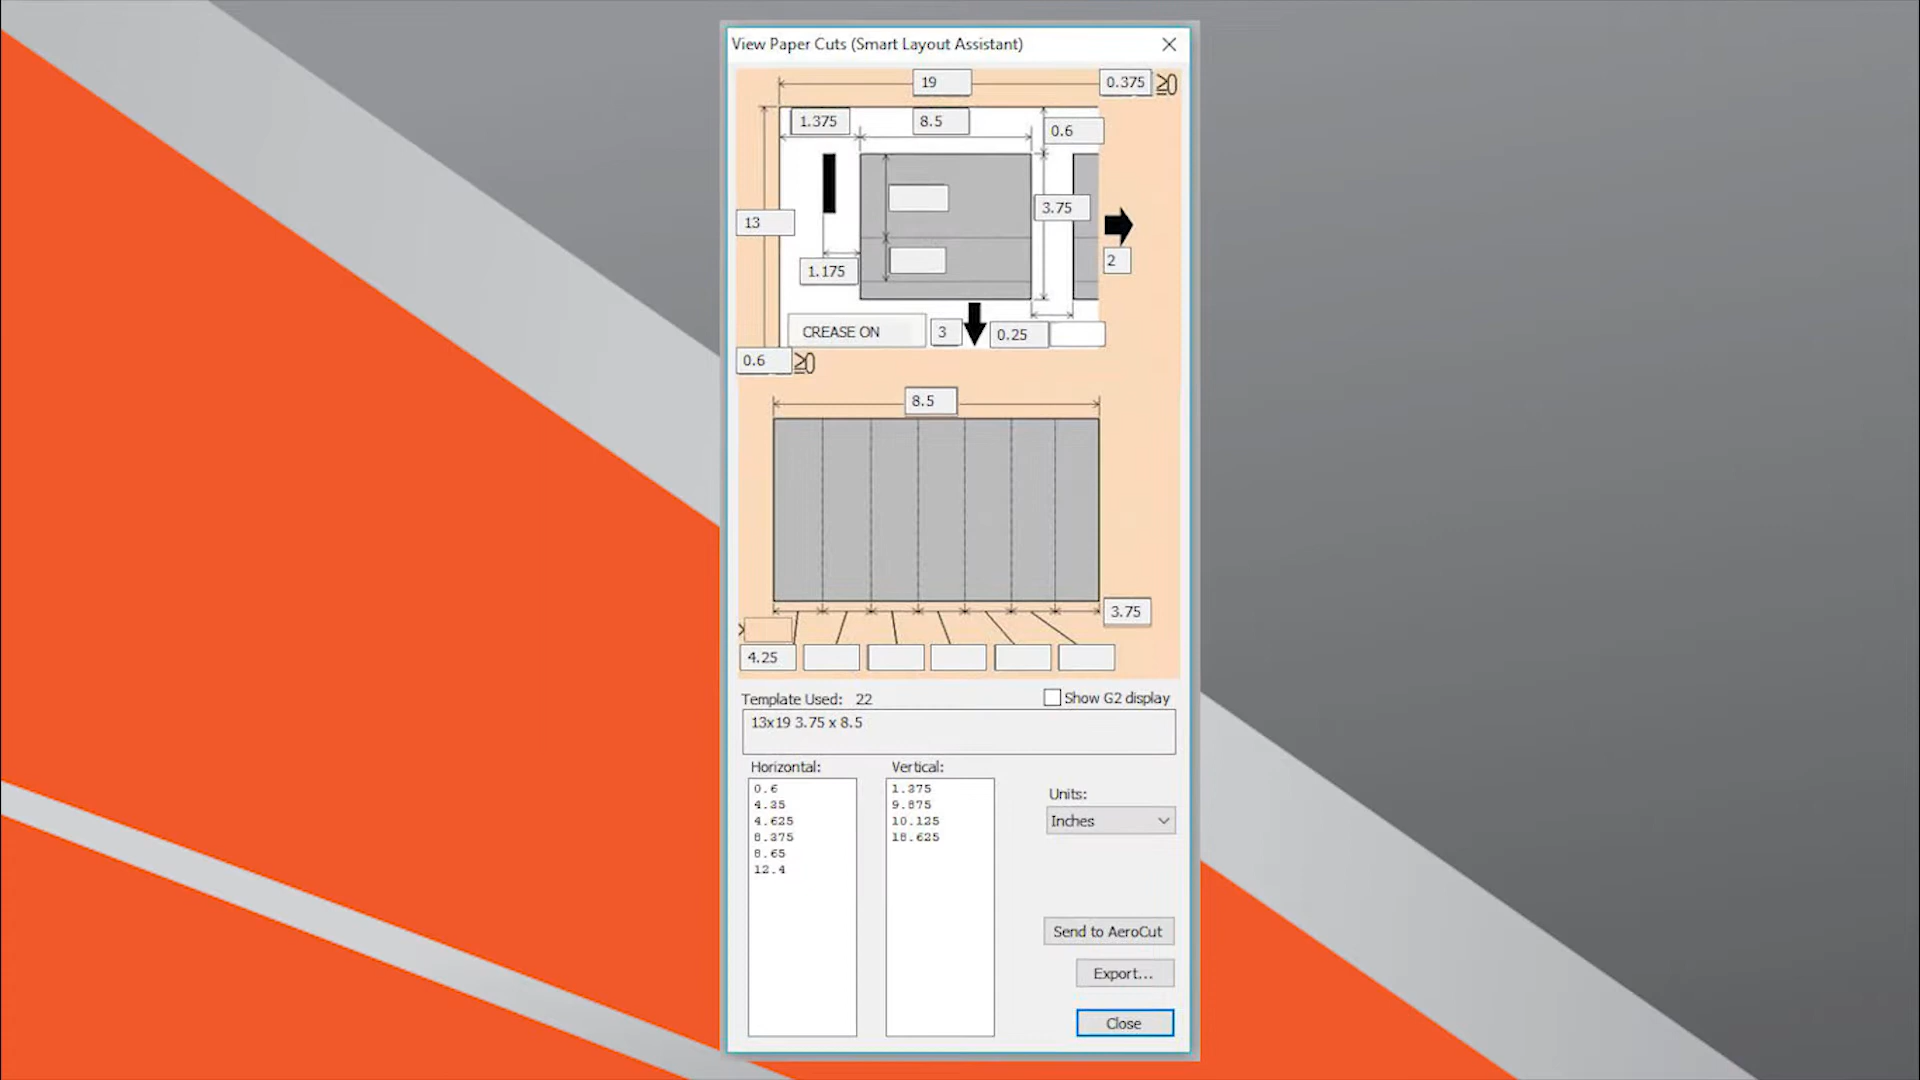 View Paper Cuts (Smart Layout Assistant)
19
0.375 ≥0
1.375
8.5
0.6
3.75
13
2
1.175
CREASE ON
3
0.25
0.6 ≥0
8.5
3.75
4.25
Template Used: 22
Show G2 display
13x19 3.75 x 8.5
Horizontal:
0.6
4.35
4.625
8.375
8.65
12.4
Vertical:
1.375
9.875
10.125
18.625
Units:
Inches
Send to AeroCut
Export...
Close